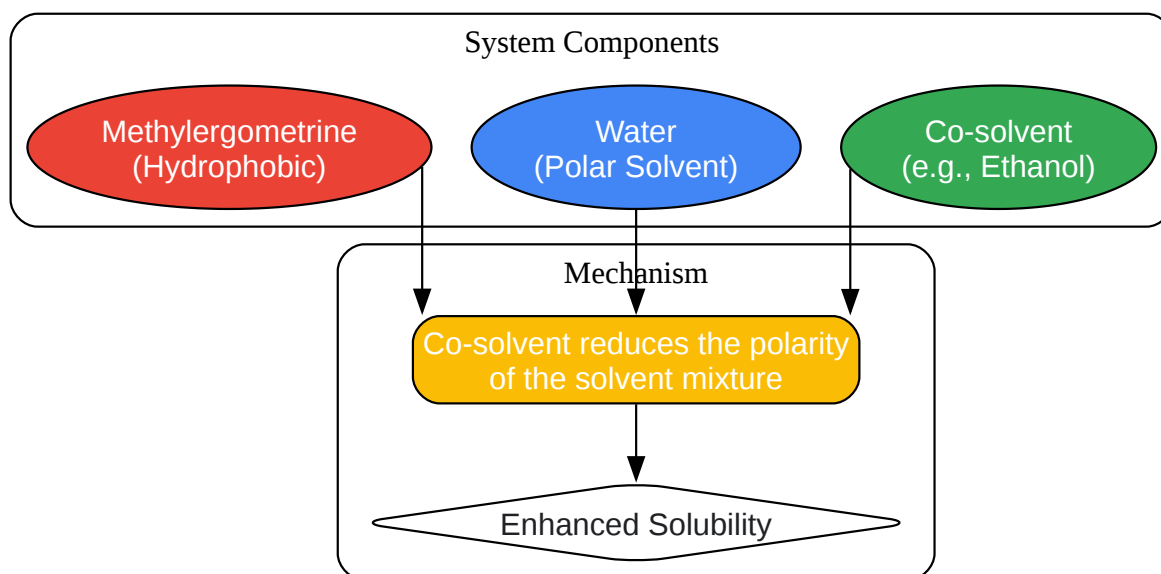 System Components
Methylergometrine
(Hydrophobic)
Water
(Polar Solvent)
Co-solvent
(e.g., Ethanol)
Mechanism
Co-solvent reduces the polarity
of the solvent mixture
Enhanced Solubility